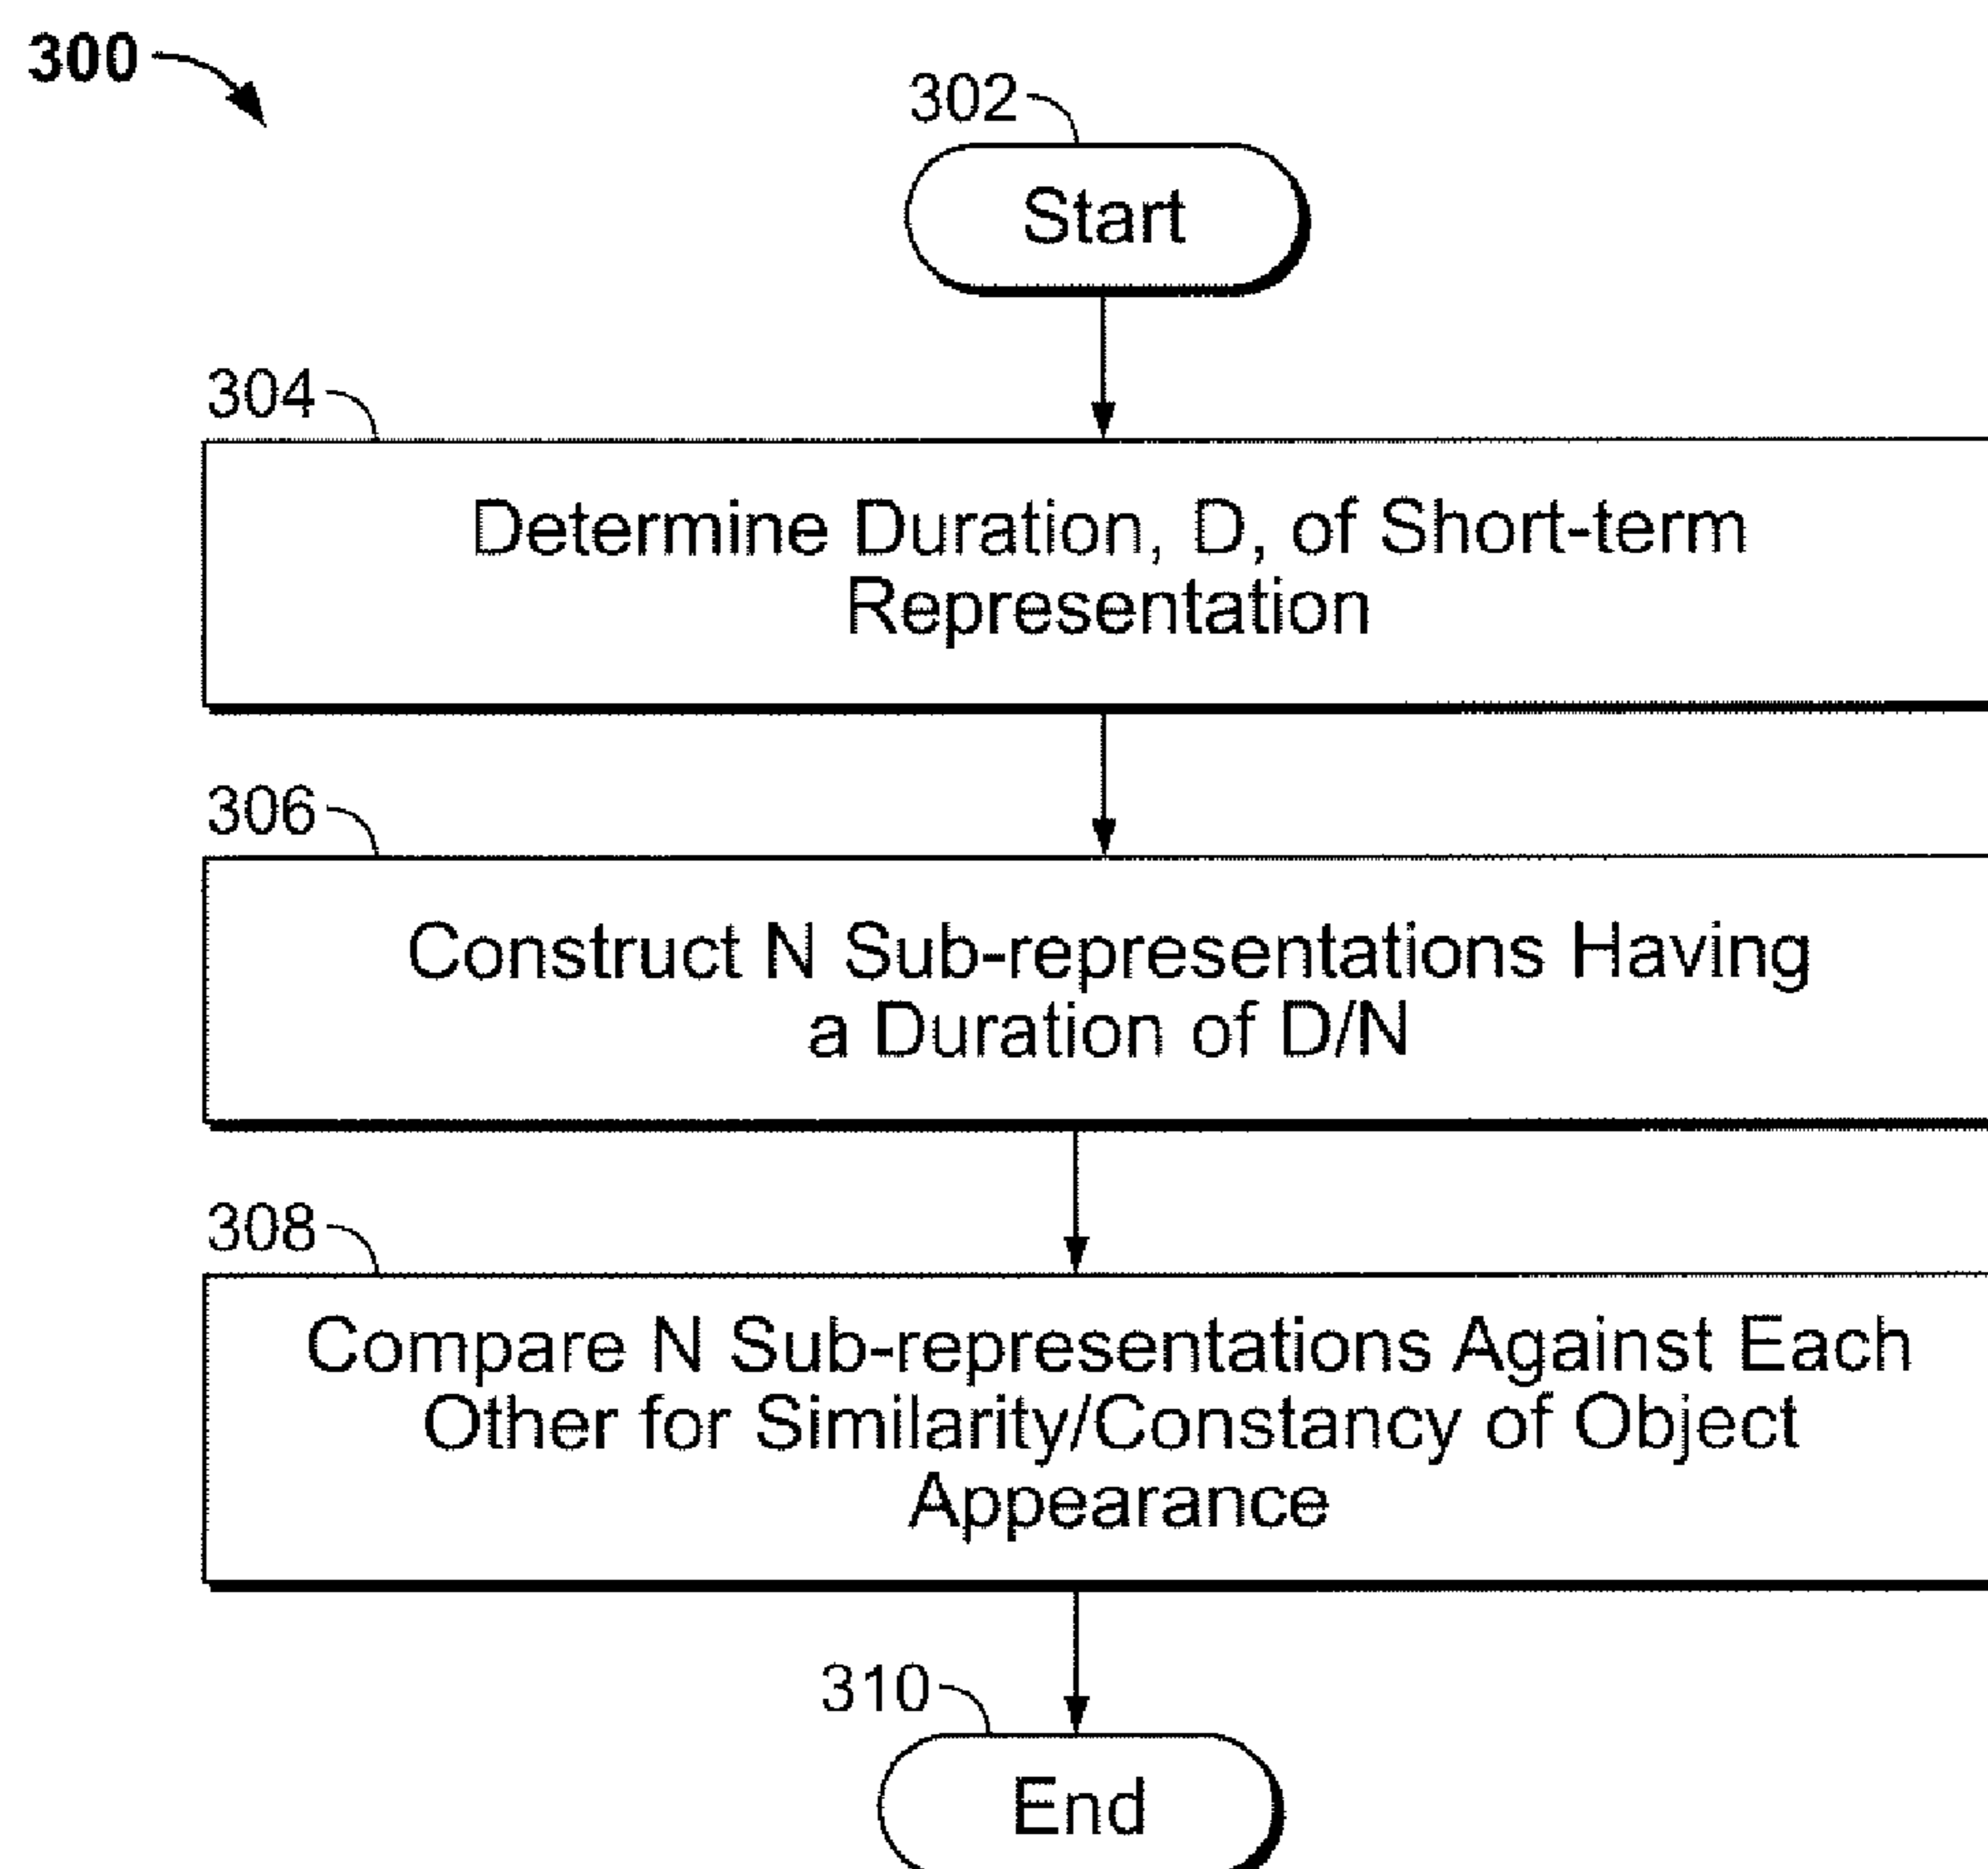 300
302
Start
304
Determine Duration, D, of Short-term
Representation
306
Construct N Sub-representations Having
a Duration of D/N
308
Compare N Sub-representations Against Each
Other for Similarity/Constancy of Object
Appearance
310
End